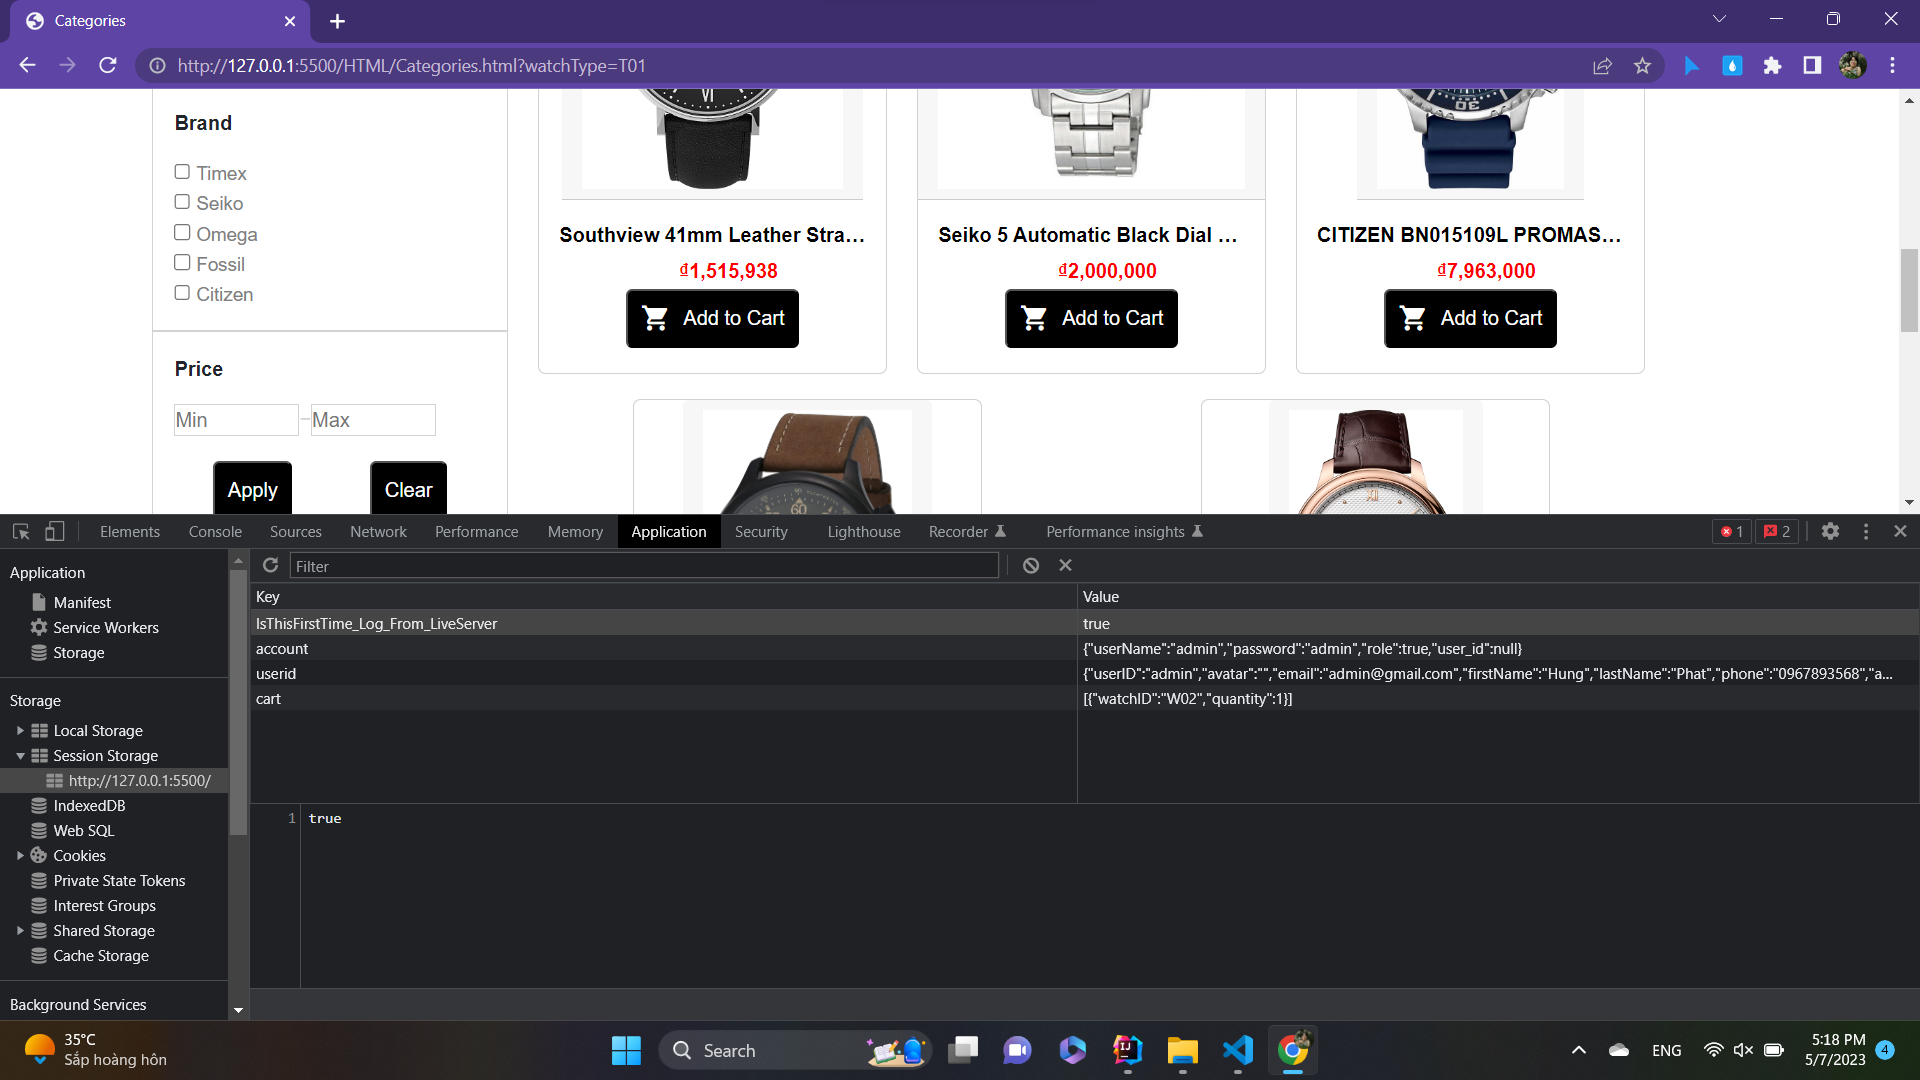 Categories
http://127.0.0.1:5500/HTML/Categories.html?watchType=T01
Brand
Timex
Seiko
Omega
Fossil
Citizen
Price
Min
Max
Apply
Clear
Southview 41mm Leather Stra...
₫1,515,938
Add to Cart
Seiko 5 Automatic Black Dial ...
₫2,000,000
Add to Cart
CITIZEN BN015109L PROMAS...
₫7,963,000
Add to Cart
Elements Console Sources Network Performance Memory Application Security Lighthouse Recorder Performance insights 1 2
Application
Manifest
Service Workers
Storage
Storage
Local Storage
Session Storage
http://127.0.0.1:5500/
IndexedDB
Web SQL
Cookies
Private State Tokens
Interest Groups
Shared Storage
Cache Storage
Background Services
Filter
Key Value
IsThisFirstTime_Log_From_LiveServer true
account {"userName":"admin","password":"admin","role":true,"user_id":null}
userid {"userID":"admin","avatar":"","email":"admin@gmail.com","firstName":"Hung","lastName":"Phat","phone":"0967893568","a...
cart [{"watchID":"W02","quantity":1}]
1 true
35°C
Sắp hoàng hôn
Search
ENG
5:18 PM
5/7/2023
4